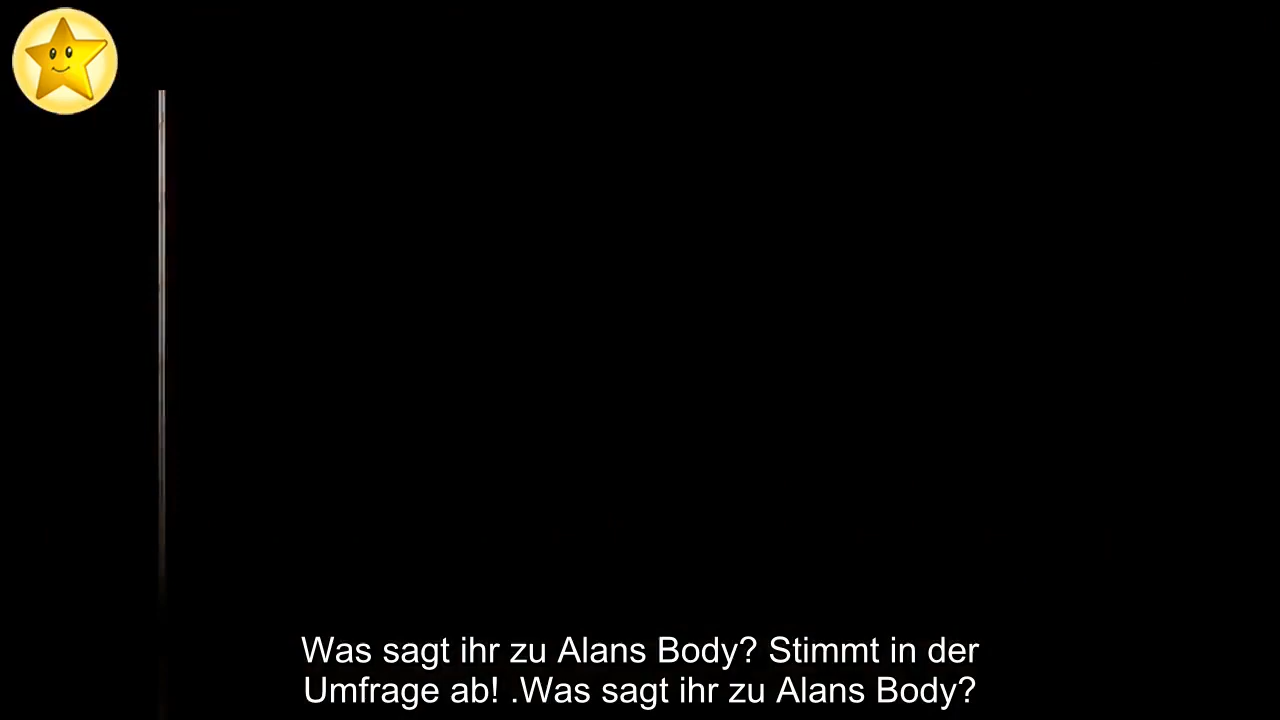 Was sagt ihr zu Alans Body? Stimmt in der
Umfrage ab! .Was sagt ihr zu Alans Body?